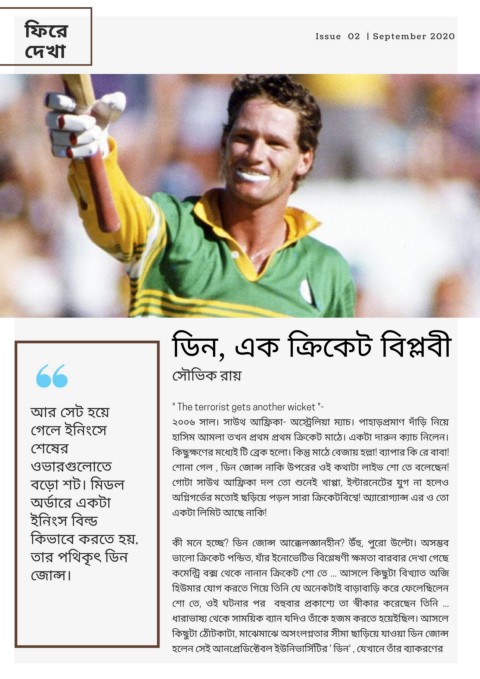 ফিরে
দেখা
Issue 02 | September 2020
ডিন, এক ক্রিকেট বিপ্লবী
সৌভিক রায়
আর সেট হয়ে
গেলে ইনিংসে
শেষের
ওভারগুলোতে
বড়ো শট। মিডল
অর্ডারে একটা
ইনিংস বিল্ড
কিভাবে করতে হয়,
তার পথিকৃৎ ডিন
জোন্স।
" The terrorist gets another wicket "-
২০০৬ সাল। সাউথ আফ্রিকা- অস্ট্রেলিয়া ম্যাচ। পাহাড়প্রমাণ দাঁড়ি নিয়ে
হাসিম আমলা তখন প্রথম প্রথম ক্রিকেট মাঠে। একটা দারুন ক্যাচ নিলেন।
কিছুক্ষণের মধ্যেই টি ব্রেক হলো। কিন্তু মাঠে বেজায় হল্লা! ব্যাপার কি রে বাবা!
শোনা গেল , ডিন জোন্স নাকি উপরের ওই কথাটা লাইভ শো তে বলেছেন!
গোটা সাউথ আফ্রিকা দল তো শুনেই খাপ্পা, ইন্টারনেটের যুগ না হলেও
অগ্নিগর্ভের মতোই ছড়িয়ে পড়ল সারা ক্রিকেটবিশ্বে! অ্যারোগ্যান্স এর ও তো
একটা লিমিট আছে নাকি!
কী মনে হচ্ছে? ডিন জোন্স আক্কেলজ্ঞানহীন? উঁহু, পুরো উল্টো। অসম্ভব
ভালো ক্রিকেট পন্ডিত, যাঁর ইনোভেটিভ বিশ্লেষণী ক্ষমতা বারবার দেখা গেছে
কমেন্ট্রি বক্স থেকে নানান ক্রিকেট শো তে ... আসলে কিছুটা বিখ্যাত অজি
হিউমার যোগ করতে গিয়ে তিনি যে অনেকটাই বাড়াবাড়ি করে ফেলেছিলেন
শো তে, ওই ঘটনার পর বহুবার প্রকাশ্যে তা স্বীকার করেছেন তিনি ...
ধারাভাষ্য থেকে সাময়িক ব্যান যদিও তাঁকে হজম করতে হয়েইছিল। আসলে
কিছুটা ঠোঁটকাটা, মাঝেমাঝে অসংলগ্নতার সীমা ছাড়িয়ে যাওয়া ডিন জোন্স
হলেন সেই আনপ্রেডিক্টেবল ইউনিভার্সিটির ' ডিন' , যেখানে তাঁর ব্যাকরণের